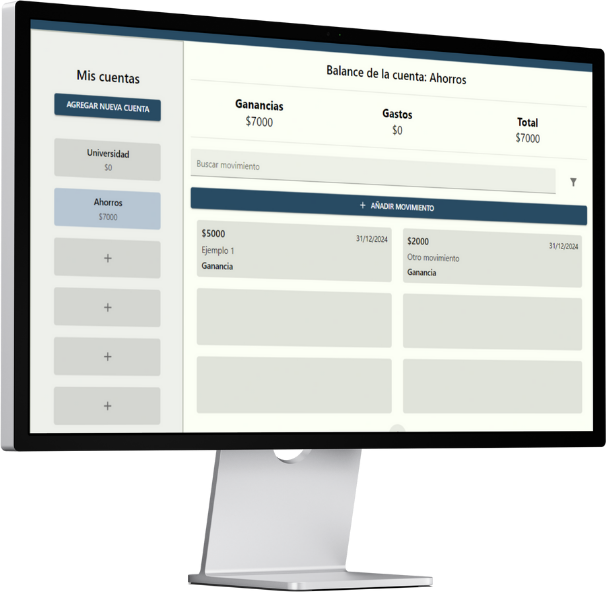 Mis cuentas
AGREGAR NUEVA CUENTA
Universidad
$0
Ahorros
$7000
+
+
+
+
Balance de la cuenta: Ahorros
Ganancias
$7000
Gastos
$0
Total
$7000
Buscar movimiento
+ AÑADIR MOVIMIENTO
$5000
31/12/2024
Ejemplo 1
Ganancia
$2000
31/12/2024
Otro movimiento
Ganancia